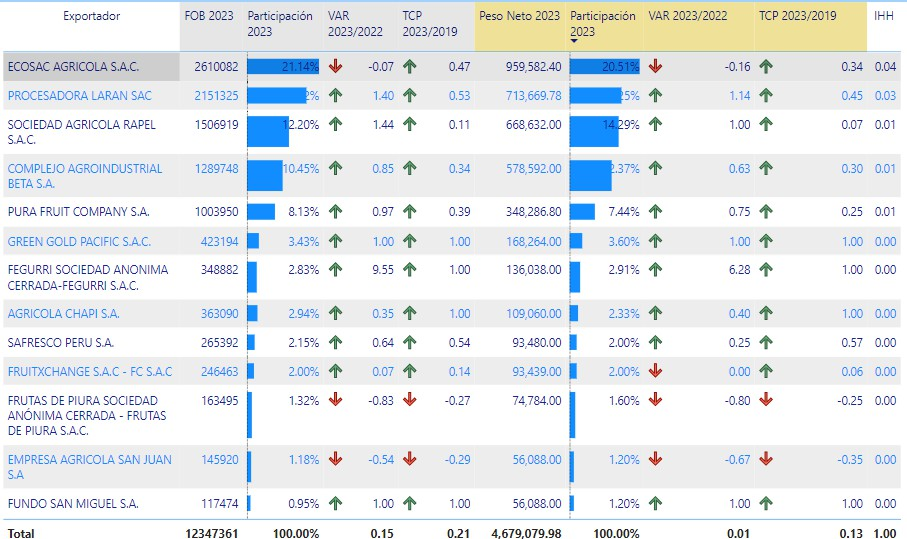 Exportador FOB 2023 Participación 2023 VAR 2023/2022 TCP 2023/2019 Peso Neto 2023 Participación 2023 VAR 2023/2022 TCP 2023/2019 IHH
ECOSAC AGRICOLA S.A.C. 2610082 21.14% -0.07 0.47 959,582.40 20.51% -0.16 0.34 0.04
PROCESADORA LARAN SAC 2151325 1.40 0.53 713,669.78 1.14 0.45 0.03
SOCIEDAD AGRICOLA RAPEL S.A.C. 1506919 12.20% 1.44 0.11 668,632.00 14.29% 1.00 0.07 0.01
COMPLEJO AGROINDUSTRIAL BETA S.A. 1289748 10.45% 0.85 0.34 578,592.00 0.63 0.30 0.01
PURA FRUIT COMPANY S.A. 1003950 8.13% 0.97 0.39 348,286.80 7.44% 0.75 0.25 0.01
GREEN GOLD PACIFIC S.A.C. 423194 3.43% 1.00 1.00 168,264.00 3.60% 1.00 1.00 0.00
FEGURRI SOCIEDAD ANONIMA CERRADA-FEGURRI S.A.C. 348882 2.83% 9.55 1.00 136,038.00 2.91% 6.28 1.00 0.00
AGRICOLA CHAPI S.A. 363090 2.94% 0.35 1.00 109,060.00 2.33% 0.40 1.00 0.00
SAFRESCO PERU S.A. 265392 2.15% 0.64 0.54 93,480.00 2.00% 0.25 0.57 0.00
FRUITXCHANGE S.A.C - FC S.A.C 246463 2.00% 0.07 0.14 93,439.00 2.00% 0.00 0.06 0.00
FRUTAS DE PIURA SOCIEDAD ANÓNIMA CERRADA - FRUTAS DE PIURA S.A.C. 163495 1.32% -0.83 -0.27 74,784.00 1.60% -0.80 -0.25 0.00
EMPRESA AGRICOLA SAN JUAN S.A 145920 1.18% -0.54 -0.29 56,088.00 1.20% -0.67 -0.35 0.00
FUNDO SAN MIGUEL S.A. 117474 0.95% 1.00 1.00 56,088.00 1.20% 1.00 1.00 0.00
Total 12347361 100.00% 0.15 0.21 4,679,079.98 100.00% 0.01 0.13 1.00